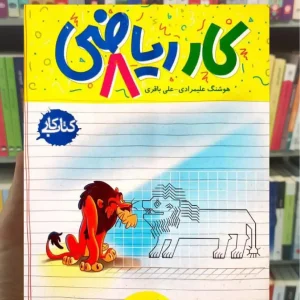 کار ریاضی ۸
هوشنگ علیمرادی - علی باقری
کتاب کار